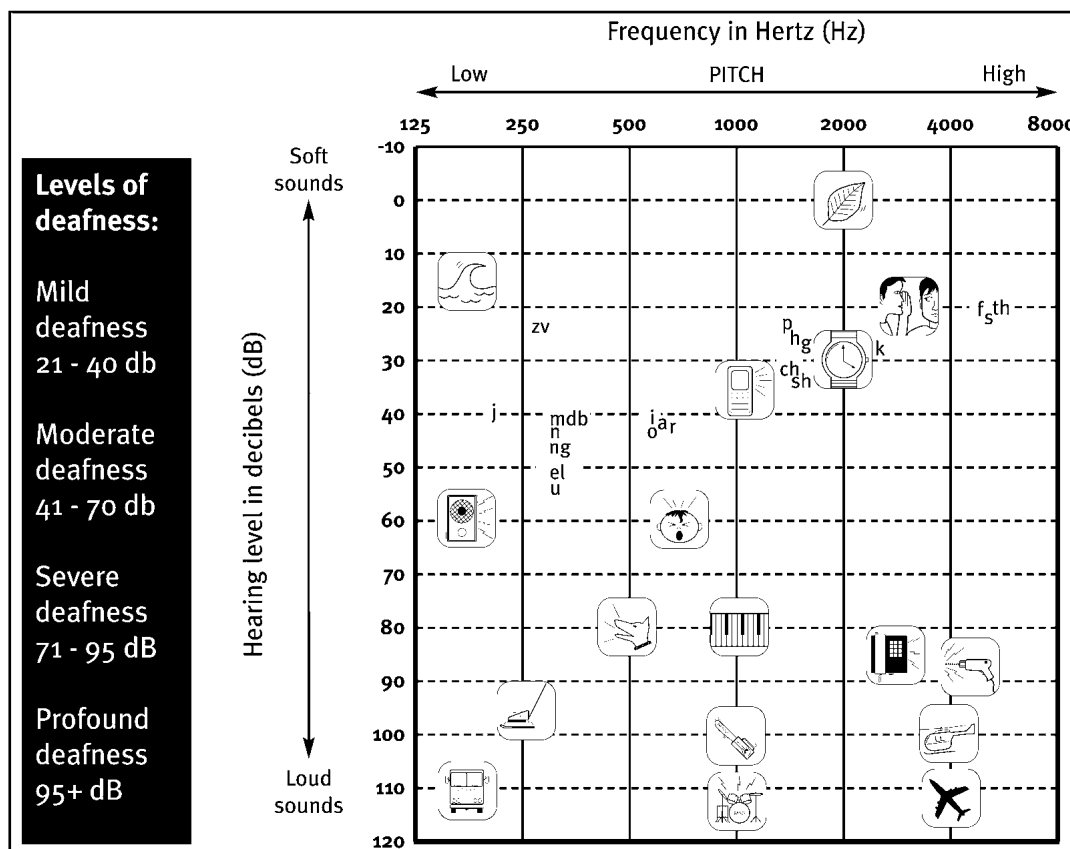 Frequency in Hertz (Hz)
Low PITCH High
125 250 500 1000 2000 4000 8000
Levels of
deafness:
Mild
deafness
21 - 40 db
Moderate
deafness
41 - 70 db
Severe
deafness
71 - 95 dB
Profound
deafness
95+ dB
Soft
sounds
Hearing level in decibels (dB)
Loud
sounds
-10
0
10
20
30
40
50
60
70
80
90
100
110
120
zv
j
mdb
n
ng
el
u
i
o a r
p
h g
ch
sh
k
f s th